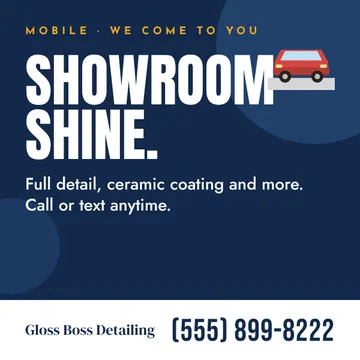 MOBILE · WE COME TO YOU
SHOWROOM
SHINE.
Full detail, ceramic coating and more.
Call or text anytime.
Gloss Boss Detailing (555) 899-8222